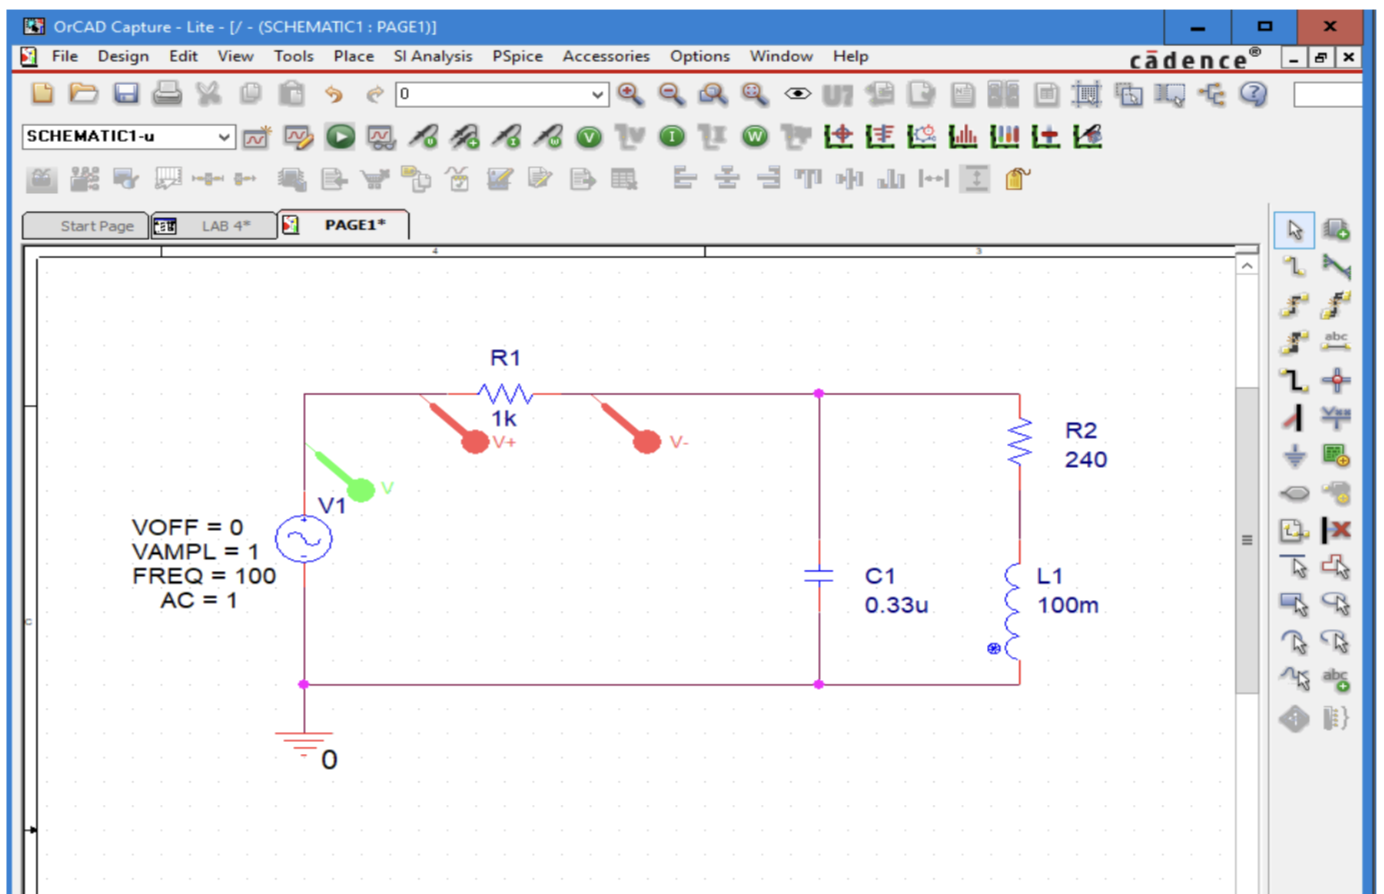 OrCAD Capture - Lite - [/ - (SCHEMATIC1 : PAGE1)]
File Design Edit View Tools Place SI Analysis PSpice Accessories Options Window Help
cādence®
0
U?
SCHEMATIC1-u
V I W
Start Page LAB 4* PAGE1*
4 3
abc
R1
1k
V+ V-
R2
240
V
V1
VOFF = 0
VAMPL = 1
FREQ = 100
AC = 1
C1
0.33u
L1
100m
C
0
abc